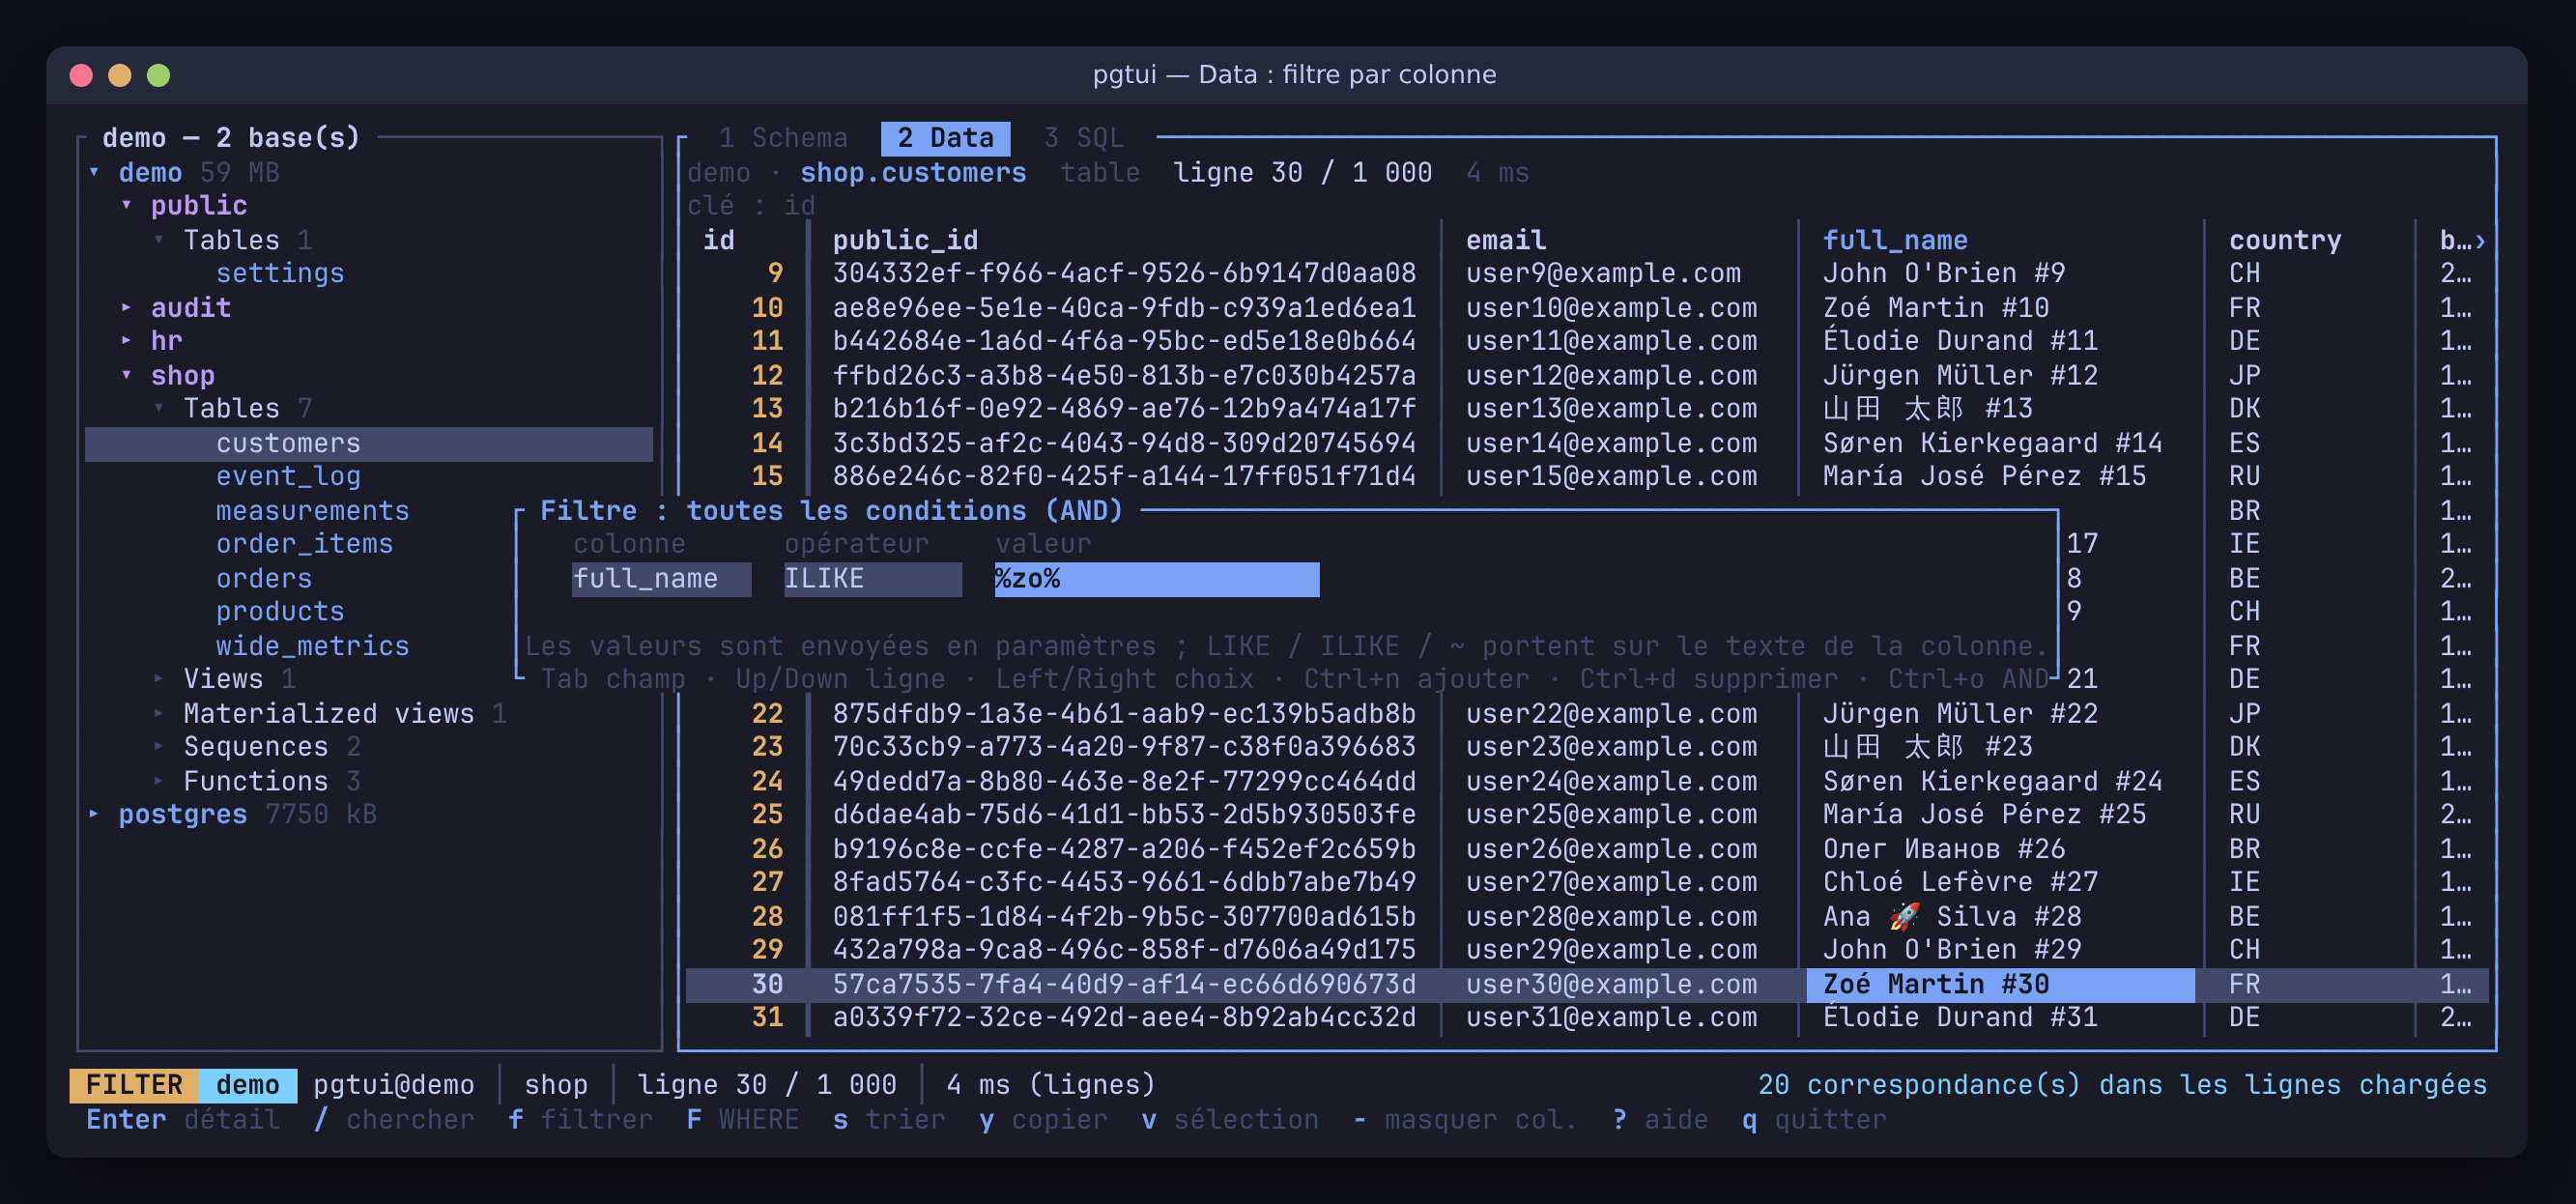 pgtui — Data : filtre par colonne
demo — 2 base(s)
▾ demo 59 MB
▾ public
▾ Tables 1
settings
▸ audit
▸ hr
▾ shop
▾ Tables 7
customers
event_log
measurements
order_items
orders
products
wide_metrics
▸ Views 1
▸ Materialized views 1
▸ Sequences 2
▸ Functions 3
▸ postgres 7750 kB
1 Schema 2 Data 3 SQL
demo · shop.customers table ligne 30 / 1 000 4 ms
clé : id
id public_id email full_name country b…›
9 304332ef-f966-4acf-9526-6b9147d0aa08 user9@example.com John O'Brien #9 CH 2…
10 ae8e96ee-5e1e-40ca-9fdb-c939a1ed6ea1 user10@example.com Zoé Martin #10 FR 1…
11 b442684e-1a6d-4f6a-95bc-ed5e18e0b664 user11@example.com Élodie Durand #11 DE 1…
12 ffbd26c3-a3b8-4e50-813b-e7c030b4257a user12@example.com Jürgen Müller #12 JP 1…
13 b216b16f-0e92-4869-ae76-12b9a474a17f user13@example.com 山田 太郎 #13 DK 1…
14 3c3bd325-af2c-4043-94d8-309d20745694 user14@example.com Søren Kierkegaard #14 ES 1…
15 886e246c-82f0-425f-a144-17ff051f71d4 user15@example.com María José Pérez #15 RU 1…
Filtre : toutes les conditions (AND) BR 1…
colonne opérateur valeur 17 IE 1…
full_name ILIKE %zo% 8 BE 2…
9 CH 1…
Les valeurs sont envoyées en paramètres ; LIKE / ILIKE / ~ portent sur le texte de la colonne. FR 1…
Tab champ · Up/Down ligne · Left/Right choix · Ctrl+n ajouter · Ctrl+d supprimer · Ctrl+o AND 21 DE 1…
22 875dfdb9-1a3e-4b61-aab9-ec139b5adb8b user22@example.com Jürgen Müller #22 JP 1…
23 70c33cb9-a773-4a20-9f87-c38f0a396683 user23@example.com 山田 太郎 #23 DK 1…
24 49dedd7a-8b80-463e-8e2f-77299cc464dd user24@example.com Søren Kierkegaard #24 ES 1…
25 d6dae4ab-75d6-41d1-bb53-2d5b930503fe user25@example.com María José Pérez #25 RU 2…
26 b9196c8e-ccfe-4287-a206-f452ef2c659b user26@example.com Олег Иванов #26 BR 1…
27 8fad5764-c3fc-4453-9661-6dbb7abe7b49 user27@example.com Chloé Lefèvre #27 IE 1…
28 081ff1f5-1d84-4f2b-9b5c-307700ad615b user28@example.com Ana 🚀 Silva #28 BE 1…
29 432a798a-9ca8-496c-858f-d7606a49d175 user29@example.com John O'Brien #29 CH 1…
30 57ca7535-7fa4-40d9-af14-ec66d690673d user30@example.com Zoé Martin #30 FR 1…
31 a0339f72-32ce-492d-aee4-8b92ab4cc32d user31@example.com Élodie Durand #31 DE 2…
FILTER demo pgtui@demo │ shop │ ligne 30 / 1 000 │ 4 ms (lignes) 20 correspondance(s) dans les lignes chargées
Enter détail / chercher f filtrer F WHERE s trier y copier v sélection - masquer col. ? aide q quitter